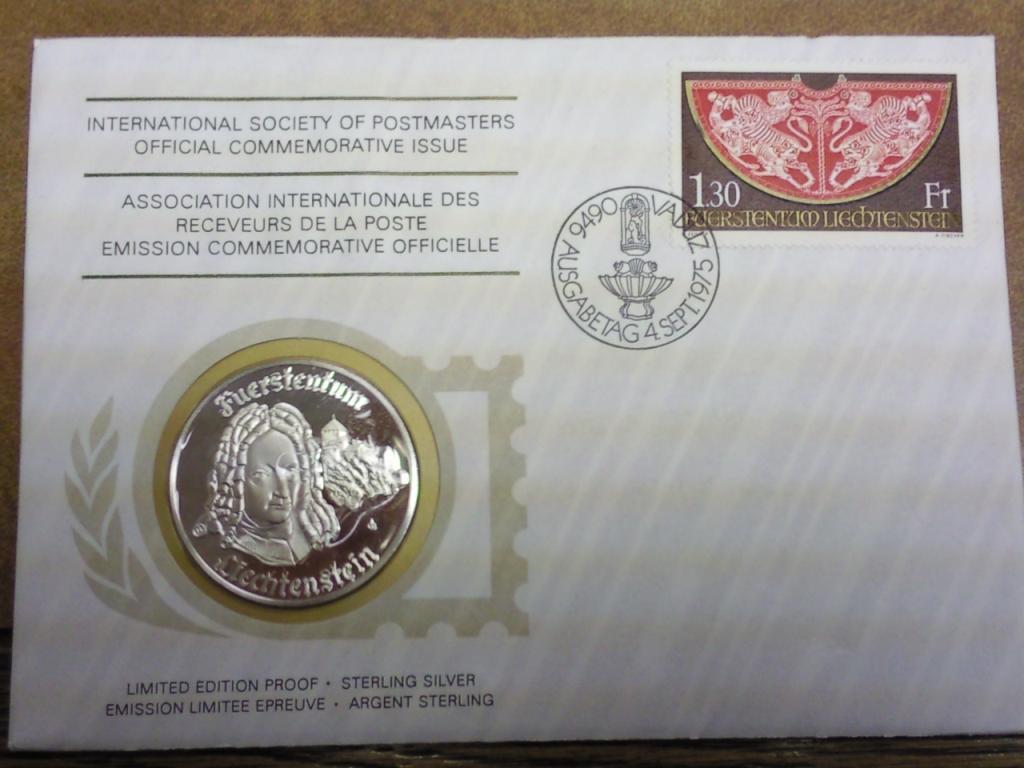 INTERNATIONAL SOCIETY OF POSTMASTERS
OFFICIAL COMMEMORATIVE ISSUE
ASSOCIATION INTERNATIONALE DES
RECEVEURS DE LA POSTE
EMISSION COMMEMORATIVE OFFICIELLE
1.30 Fr
FUERSTENTUM LIECHTENSTEIN
A. FISCHER
9490 VADUZ
AUSGABETAG 4. SEPT. 1975
Fuerstentum
Liechtenstein
LIMITED EDITION PROOF • STERLING SILVER
EMISSION LIMITEE EPREUVE • ARGENT STERLING